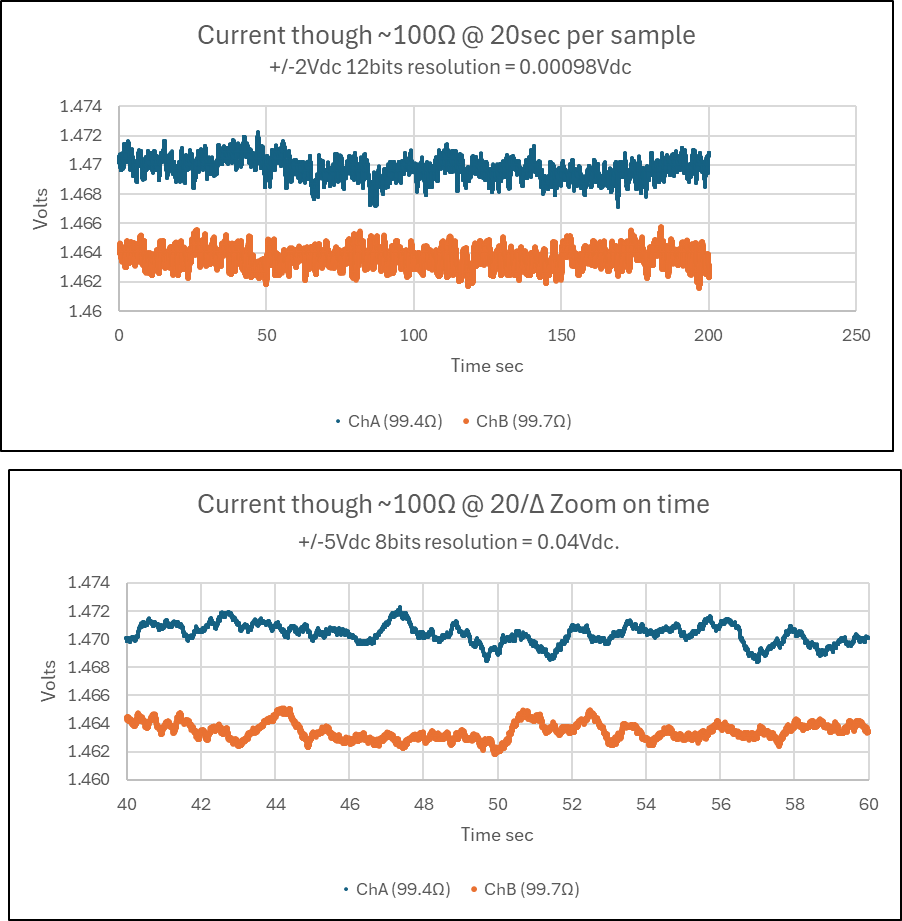 Current though ~100Ω @ 20sec per sample
+/-2Vdc 12bits resolution = 0.00098Vdc
1.474
1.472
1.47
1.468
1.466
1.464
1.462
1.46
Volts
0 50 100 150 200 250
Time sec
ChA (99.4Ω) ChB (99.7Ω)
Current though ~100Ω @ 20/Δ Zoom on time
+/-5Vdc 8bits resolution = 0.04Vdc.
1.474
1.472
1.470
1.468
1.466
1.464
1.462
1.460
Volts
40 42 44 46 48 50 52 54 56 58 60
Time sec
ChA (99.4Ω) ChB (99.7Ω)